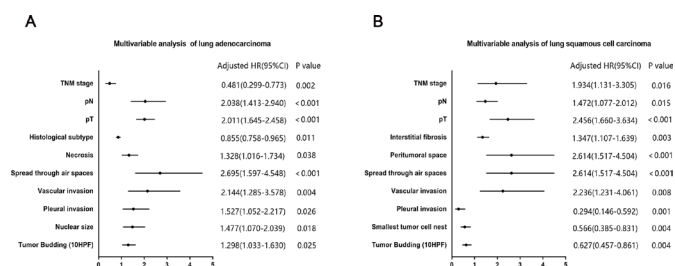 A
Multivariable analysis of lung adenocarcinoma
Adjusted HR(95%CI) P value
TNM stage 0.481(0.299-0.773) 0.002
pN 2.038(1.413-2.940) <0.001
pT 2.011(1.645-2.458) <0.001
Histological subtype 0.855(0.758-0.965) 0.011
Necrosis 1.328(1.016-1.734) 0.038
Spread through air spaces 2.695(1.597-4.548) <0.001
Vascular invasion 2.144(1.285-3.578) 0.004
Pleural invasion 1.527(1.052-2.217) 0.026
Nuclear size 1.477(1.070-2.039) 0.018
Tumor Budding (10HPF) 1.298(1.033-1.630) 0.025
0 1 2 3 4 5
B
Multivariable analysis of lung squamous cell carcinoma
Adjusted HR(95%CI) P value
TNM stage 1.934(1.131-3.305) 0.016
pN 1.472(1.077-2.012) 0.015
pT 2.456(1.660-3.634) <0.001
Interstitial fibrosis 1.347(1.107-1.639) 0.003
Peritumoral space 2.614(1.517-4.504) <0.001
Spread through air spaces 2.614(1.517-4.504) <0.001
Vascular invasion 2.236(1.231-4.061) 0.008
Pleural invasion 0.294(0.146-0.592) 0.001
Smallest tumor cell nest 0.566(0.385-0.831) 0.004
Tumor Budding (10HPF) 0.627(0.457-0.861) 0.004
0 1 2 3 4 5